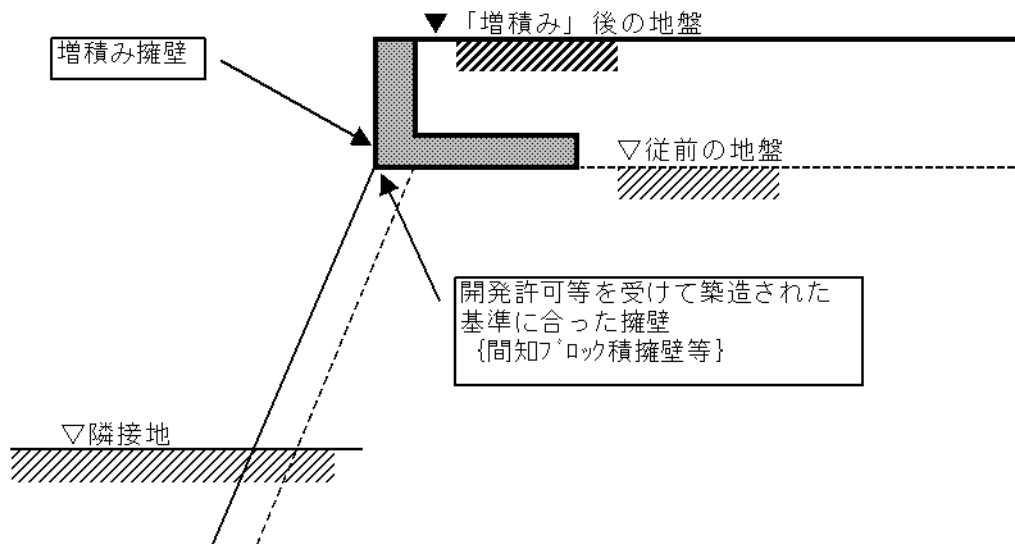 ▼「増積み」後の地盤
増積み擁壁
▽従前の地盤
開発許可等を受けて築造された
基準に合った擁壁
{間知ﾌﾞﾛｯｸ積擁壁等}
▽隣接地